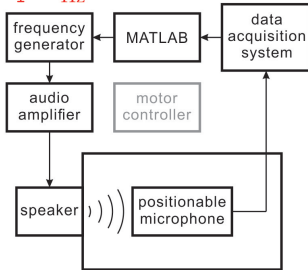 frequency
generator
MATLAB
data
acquisition
system
audio
amplifier
motor
controller
speaker
positionable
microphone